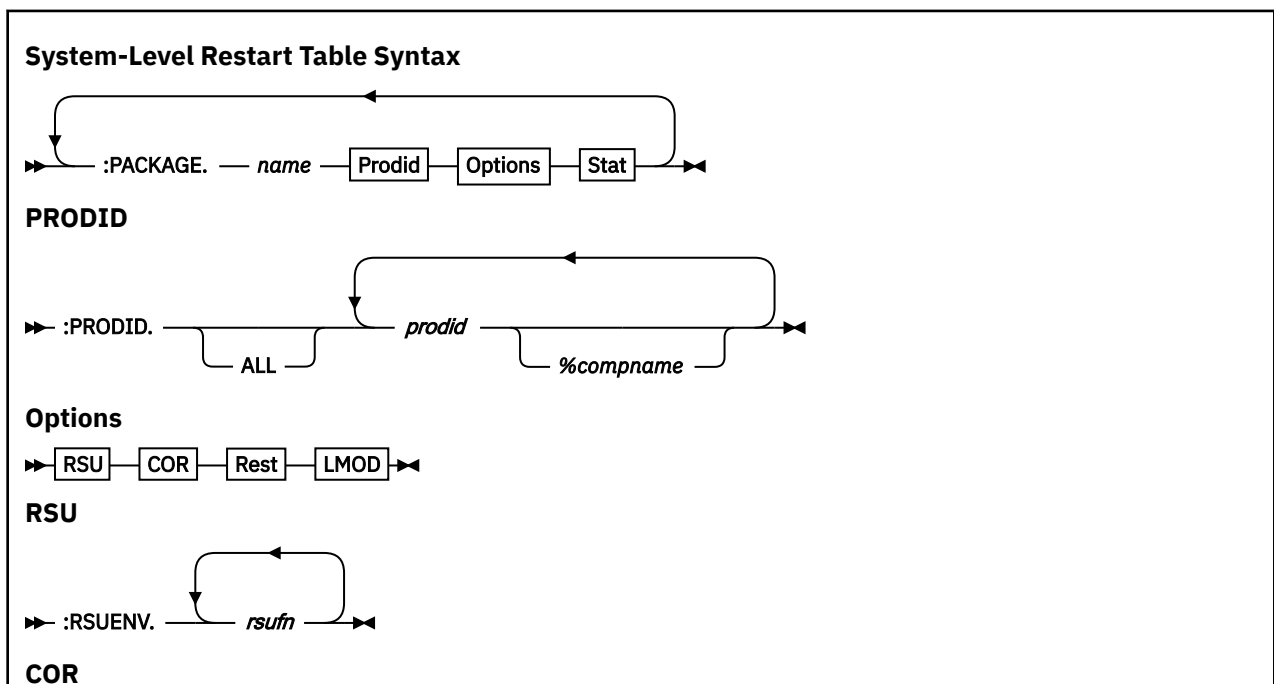 System-Level Restart Table Syntax
:PACKAGE. name Prodid Options Stat
PRODID
:PRODID. prodid
ALL %compname
Options
RSU COR Rest LMOD
RSU
:RSUENV. rsufn
COR